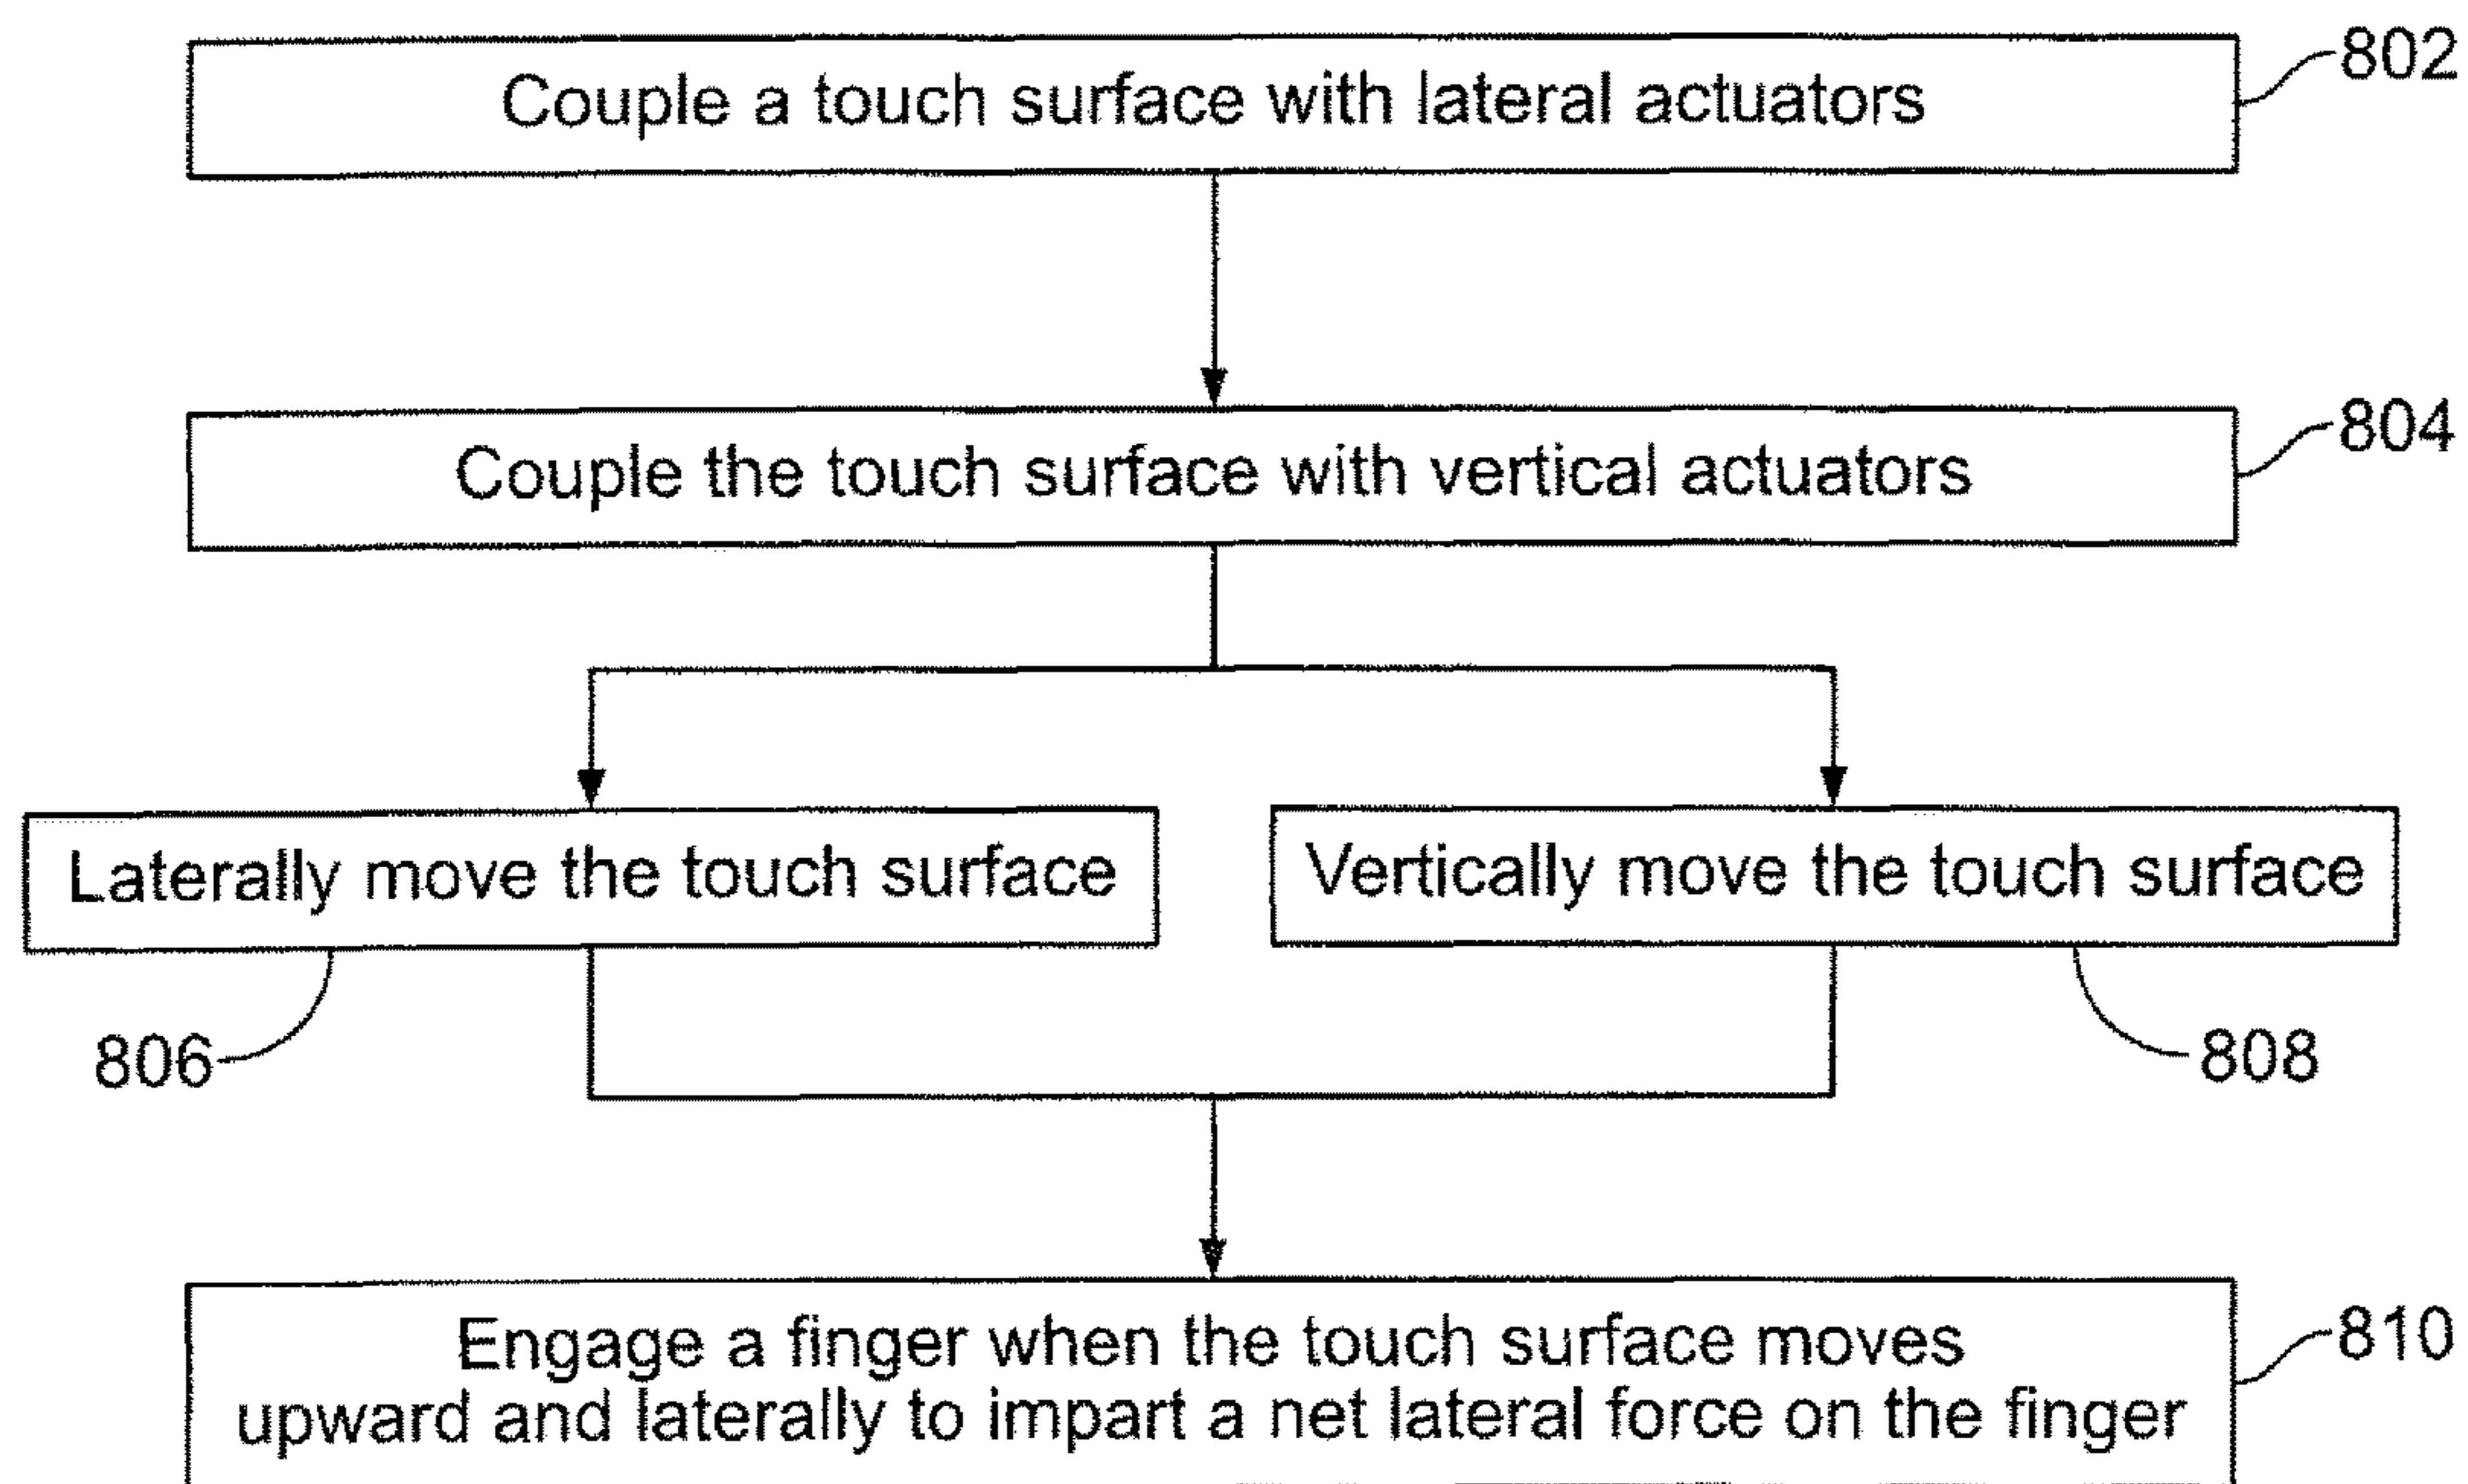 Couple a touch surface with lateral actuators
802
Couple the touch surface with vertical actuators
804
Laterally move the touch surface
Vertically move the touch surface
806
808
Engage a finger when the touch surface moves
upward and laterally to impart a net lateral force on the finger
810